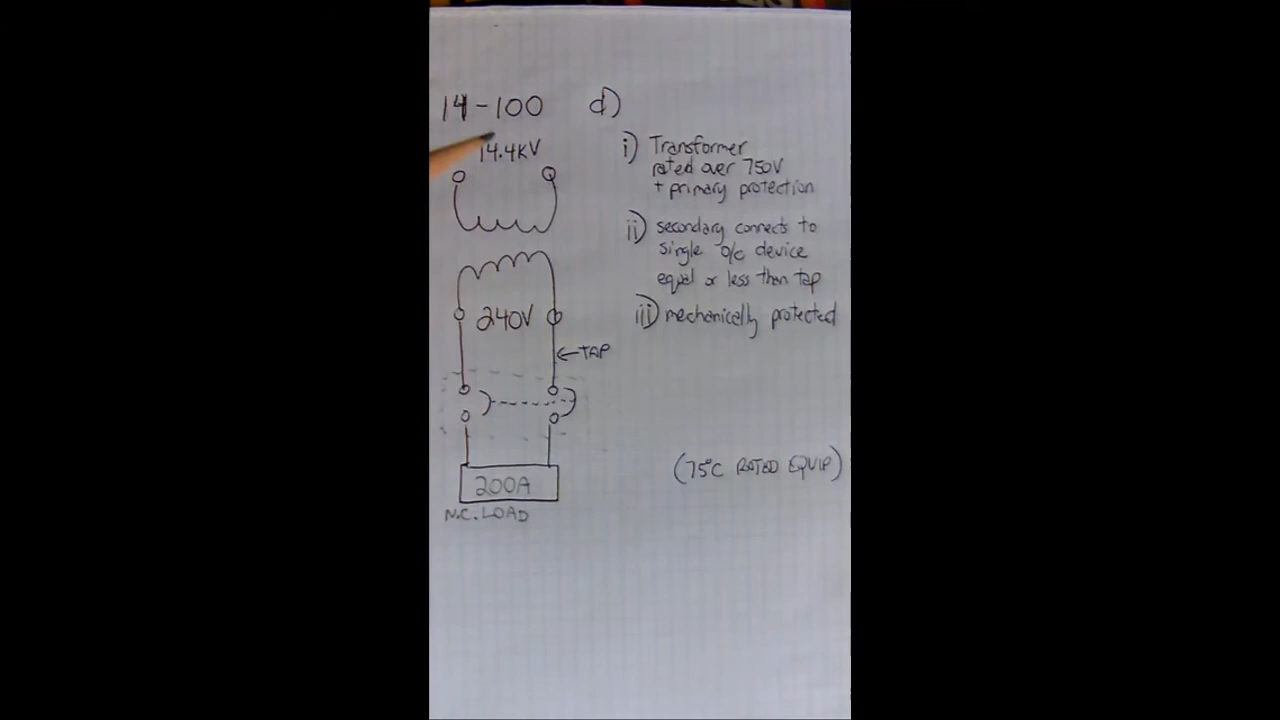 14-100 d)
14.4KV
i) Transformer
rated over 750V
+ primary protection
ii) secondary connects to
single o/c device
equal or less than tap
iii) mechanically protected
240V
←TAP
200A
N.C. LOAD
(75°C RATED EQUIP)